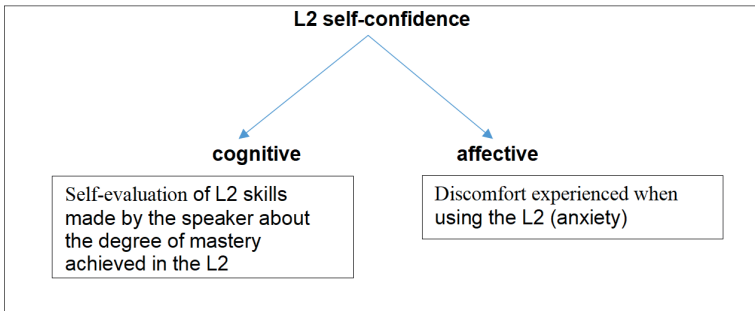 L2 self-confidence
cognitive
affective
Self-evaluation of L2 skills
made by the speaker about
the degree of mastery
achieved in the L2
Discomfort experienced when
using the L2 (anxiety)